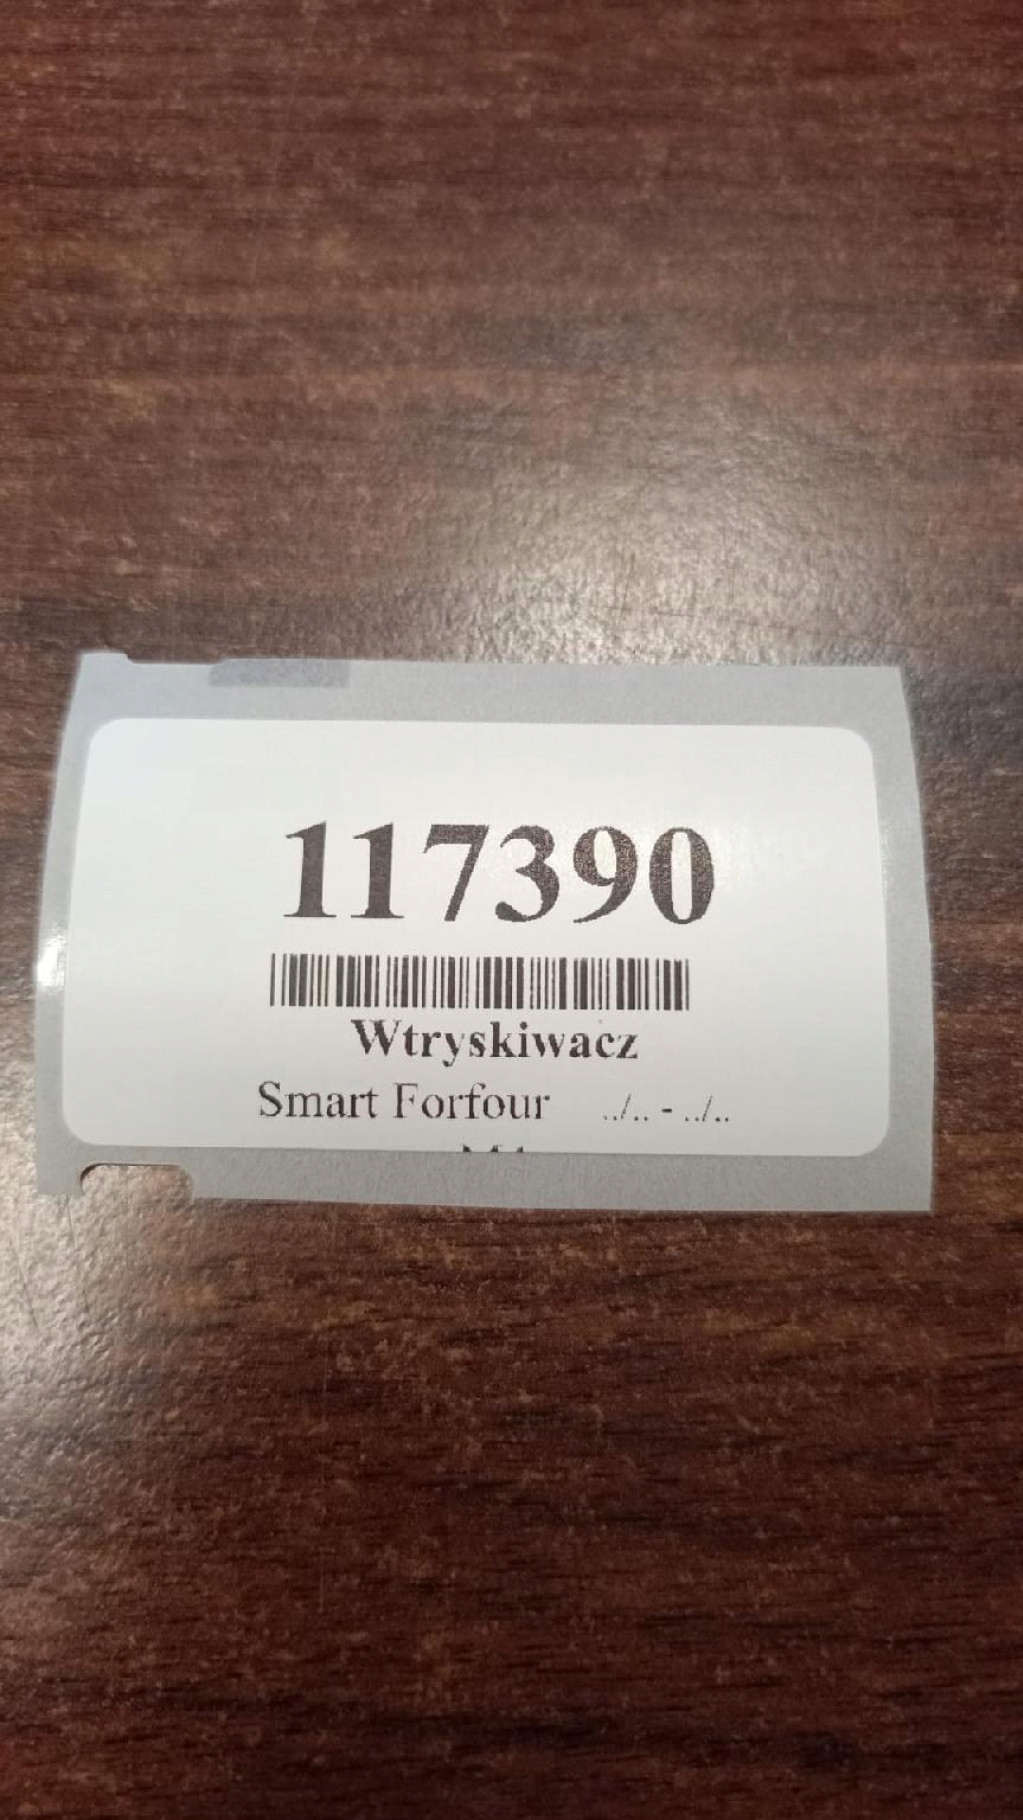 117390
Wtryskiwacz
Smart Forfour ../.. - ../..